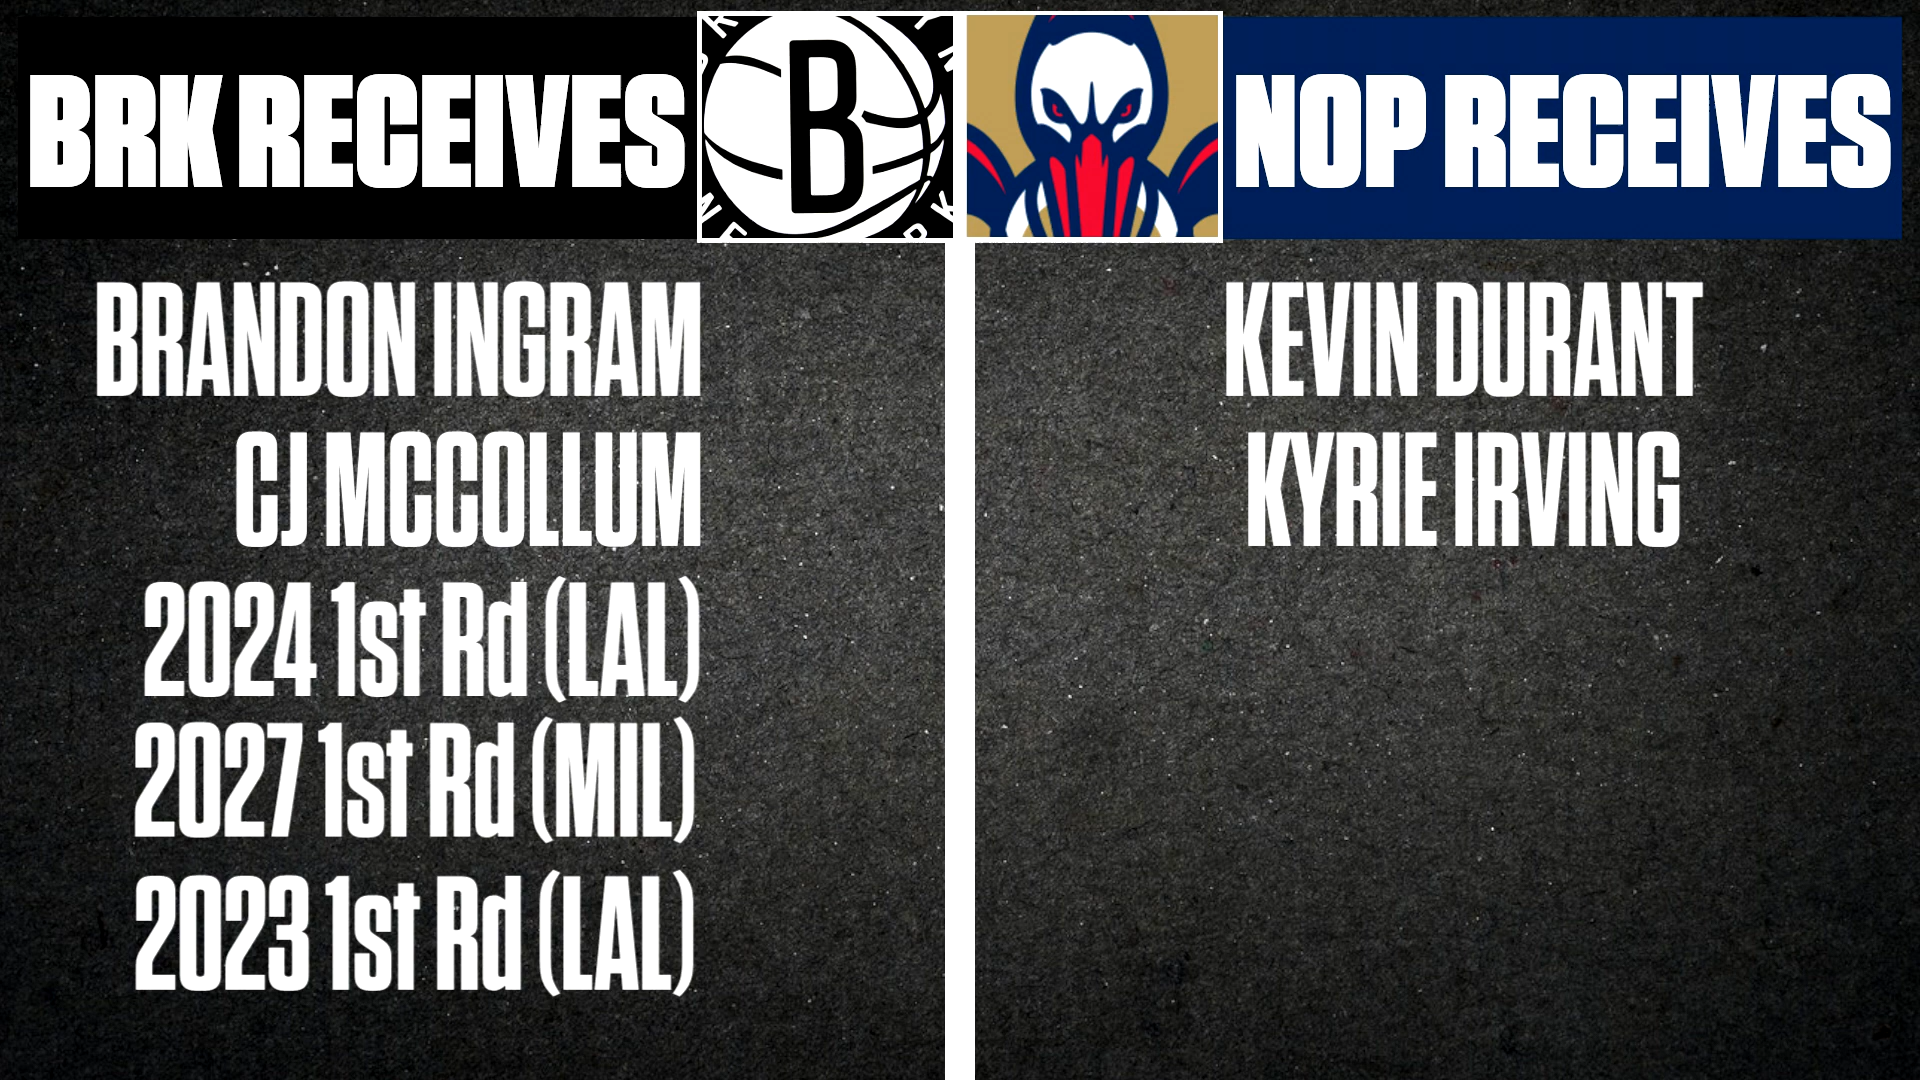 BRK RECEIVES
B
NOP RECEIVES
BRANDON INGRAM
CJ MCCOLLUM
2024 1st Rd (LAL)
2027 1st Rd (MIL)
2023 1st Rd (LAL)
KEVIN DURANT
KYRIE IRVING